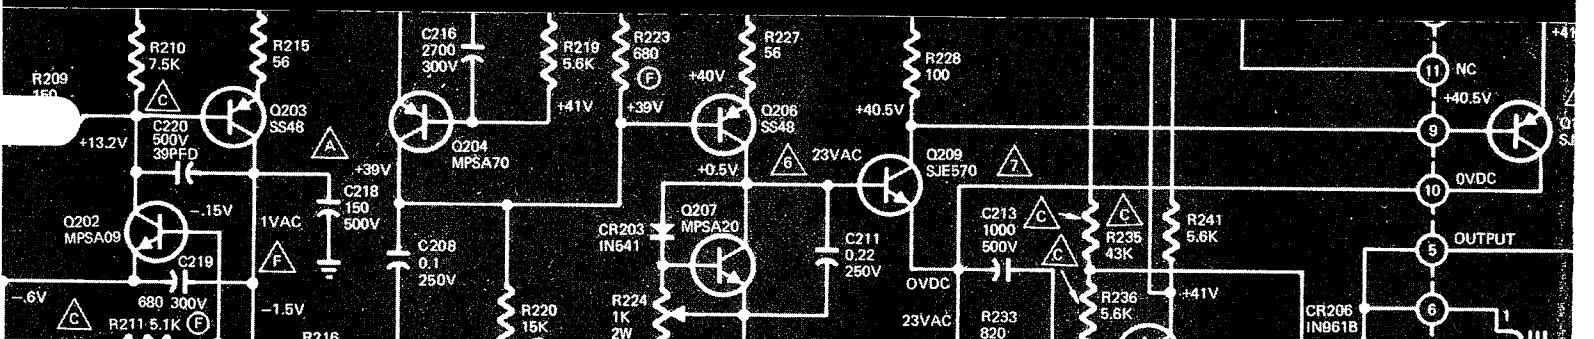 R210
7.5K
R215
56
C216
2700
300V
R219
5.6K
R223
680
F
R227
56
R228
100
11
NC
R209
150
C
Q203
SS48
+40V
+41V
+39V
Q206
SS48
+40.5V
+40.5V
9
+13.2V
C220
500V
39PFD
A
+39V
Q204
MPSA70
+0.5V
6
23VAC
Q209
SJE570
7
10
0VDC
Q202
MPSA09
-.15V
1VAC
C218
150
500V
CR203
IN541
Q207
MPSA20
C213
1000
500V
C
C
R235
43K
R241
5.6K
5
OUTPUT
C219
F
C208
0.1
250V
C211
0.22
250V
C
0VDC
-.6V
680 300V
-1.5V
R220
15K
R224
1K
2W
R236
5.6K
+41V
6
C
R211 5.1K
F
R216
23VAC
R233
820
CR206
IN961B
1